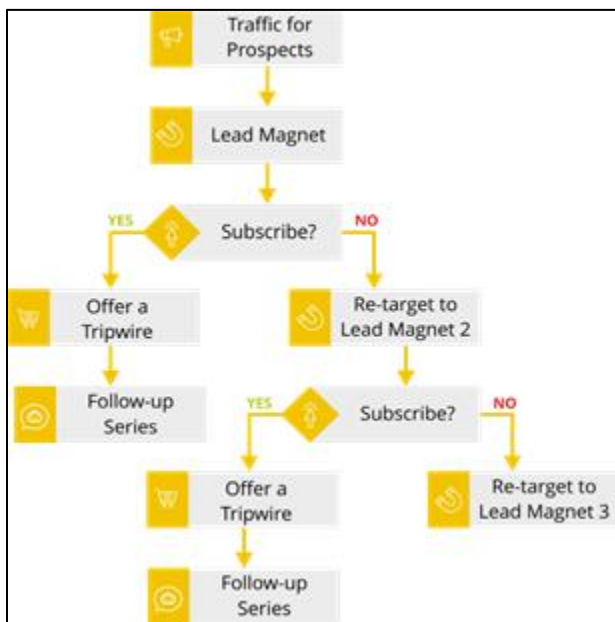 Traffic for
Prospects
Lead Magnet
YES
Subscribe?
NO
Offer a
Tripwire
Re-target to
Lead Magnet 2
Follow-up
Series
YES
Subscribe?
NO
Offer a
Tripwire
Re-target to
Lead Magnet 3
Follow-up
Series